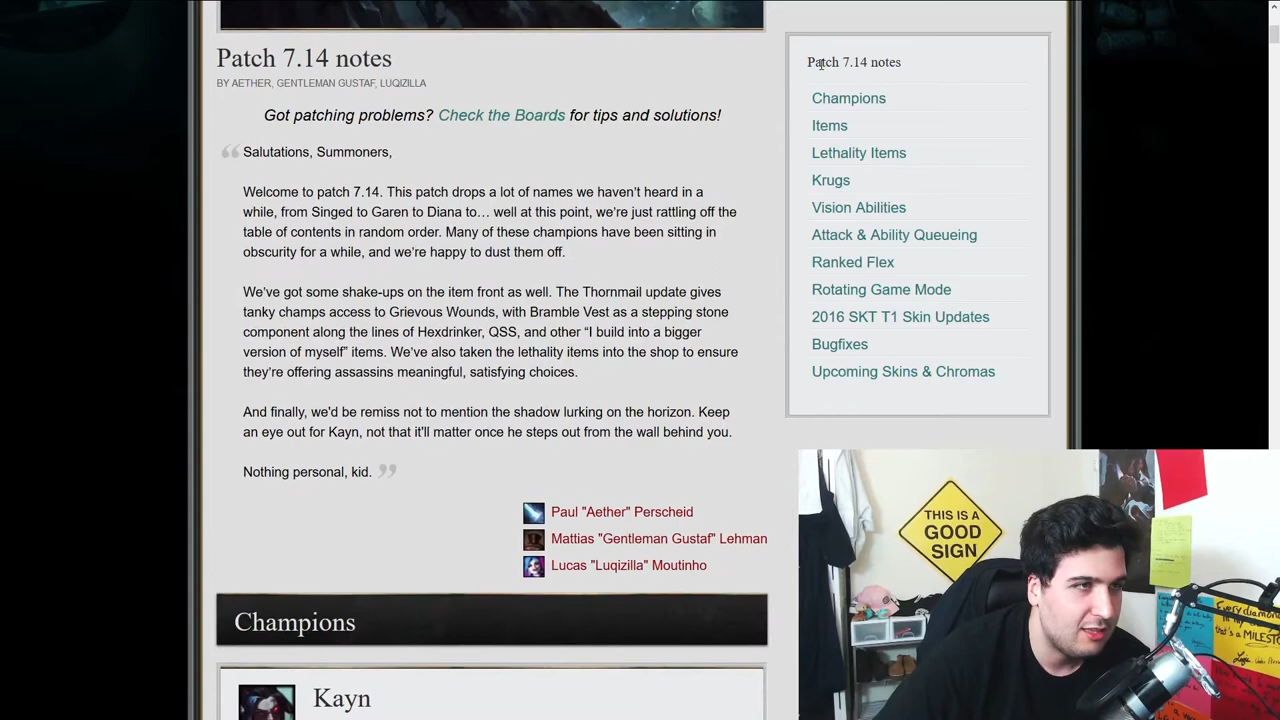 Patch 7.14 notes
BY AETHER, GENTLEMAN GUSTAF, LUQIZILLA
Got patching problems? Check the Boards for tips and solutions!
Salutations, Summoners,
Welcome to patch 7.14. This patch drops a lot of names we haven't heard in a
while, from Singed to Garen to Diana to… well at this point, we're just rattling off the
table of contents in random order. Many of these champions have been sitting in
obscurity for a while, and we're happy to dust them off.
We've got some shake-ups on the item front as well. The Thornmail update gives
tanky champs access to Grievous Wounds, with Bramble Vest as a stepping stone
component along the lines of Hexdrinker, QSS, and other “I build into a bigger
version of myself” items. We've also taken the lethality items into the shop to ensure
they're offering assassins meaningful, satisfying choices.
And finally, we'd be remiss not to mention the shadow lurking on the horizon. Keep
an eye out for Kayn, not that it'll matter once he steps out from the wall behind you.
Nothing personal, kid.
Paul "Aether" Perscheid
Mattias "Gentleman Gustaf" Lehman
Lucas "Luqizilla" Moutinho
Champions
Kayn
Patch 7.14 notes
Champions
Items
Lethality Items
Krugs
Vision Abilities
Attack & Ability Queueing
Ranked Flex
Rotating Game Mode
2016 SKT T1 Skin Updates
Bugfixes
Upcoming Skins & Chromas
THIS IS A
GOOD
SIGN
Every diamond
that's a MILESTO
Logic